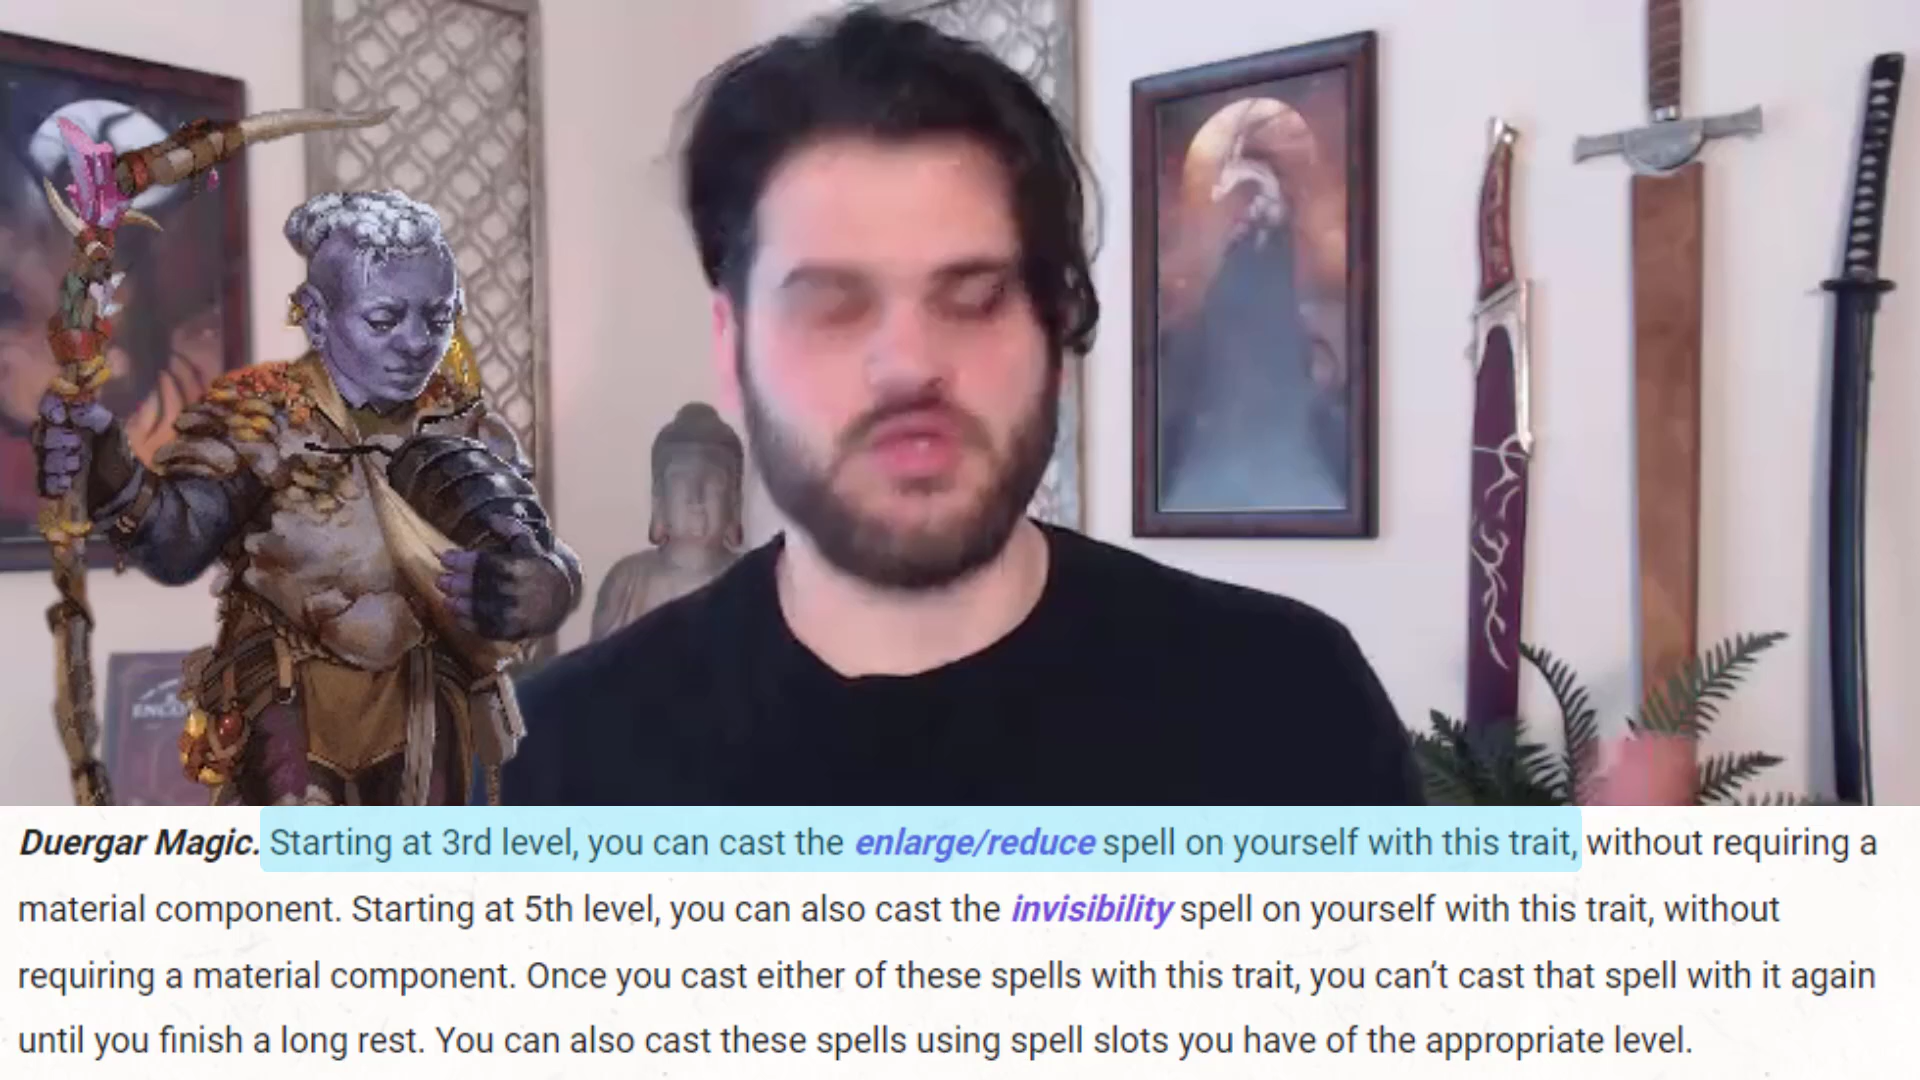 ENCO
Duergar Magic. Starting at 3rd level, you can cast the enlarge/reduce spell on yourself with this trait, without requiring a
material component. Starting at 5th level, you can also cast the invisibility spell on yourself with this trait, without
requiring a material component. Once you cast either of these spells with this trait, you can’t cast that spell with it again
until you finish a long rest. You can also cast these spells using spell slots you have of the appropriate level.